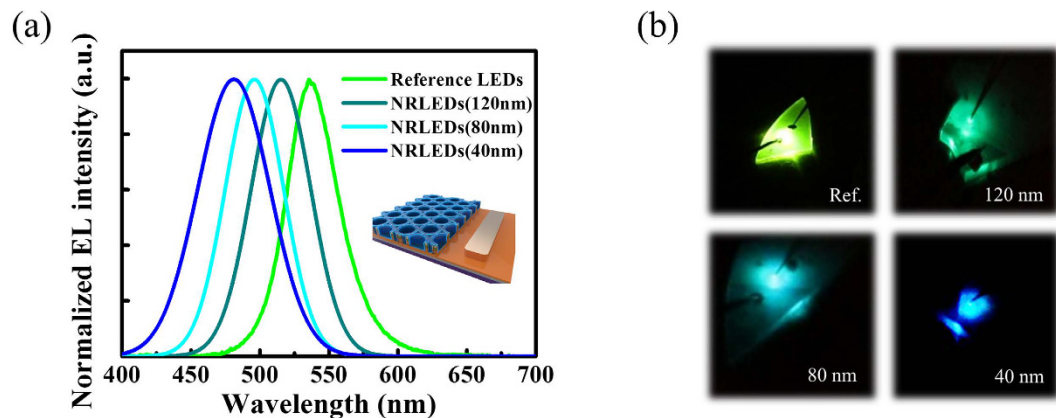 (a)
Normalized EL intensity (a.u.)
Reference LEDs
NRLEDs(120nm)
NRLEDs(80nm)
NRLEDs(40nm)
400 450 500 550 600 650 700
Wavelength (nm)
(b)
Ref.
120 nm
80 nm
40 nm